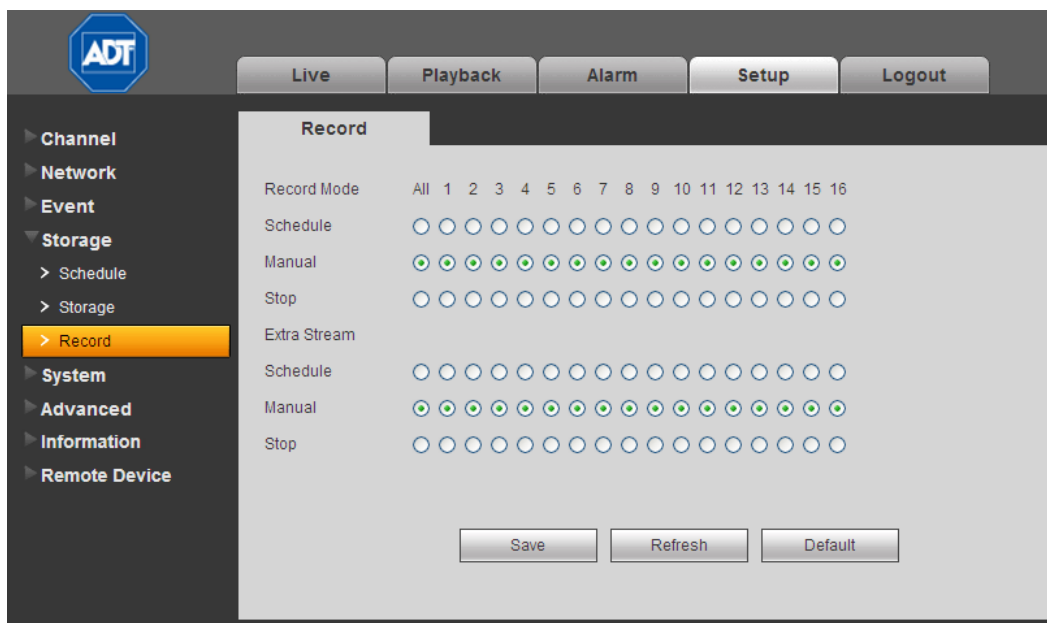 ADT
Live Playback Alarm Setup Logout
Channel
Network
Event
Storage
> Schedule
> Storage
> Record
System
Advanced
Information
Remote Device
Record
Record Mode All 1 2 3 4 5 6 7 8 9 10 11 12 13 14 15 16
Schedule
Manual
Stop
Extra Stream
Schedule
Manual
Stop
Save Refresh Default